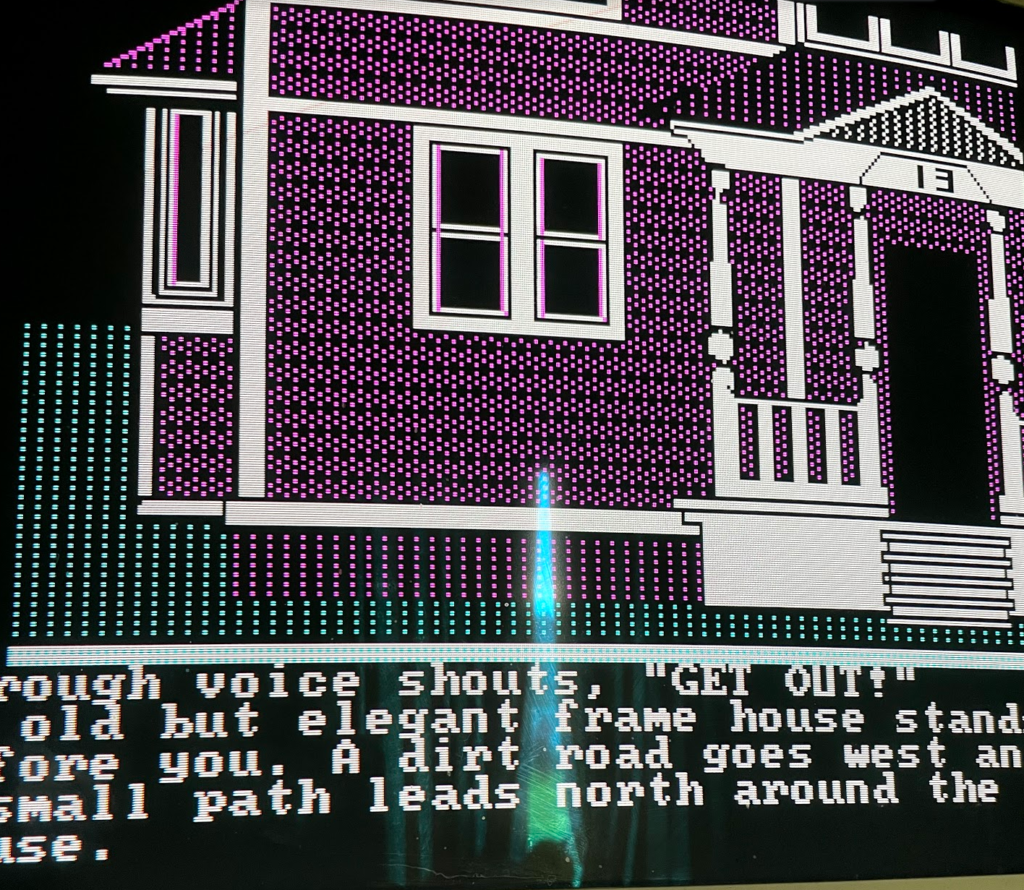 13
rough voice shouts, "GET OUT!"
old but elegant frame house stand
fore you. A dirt road goes west an
small path leads north around the
use.